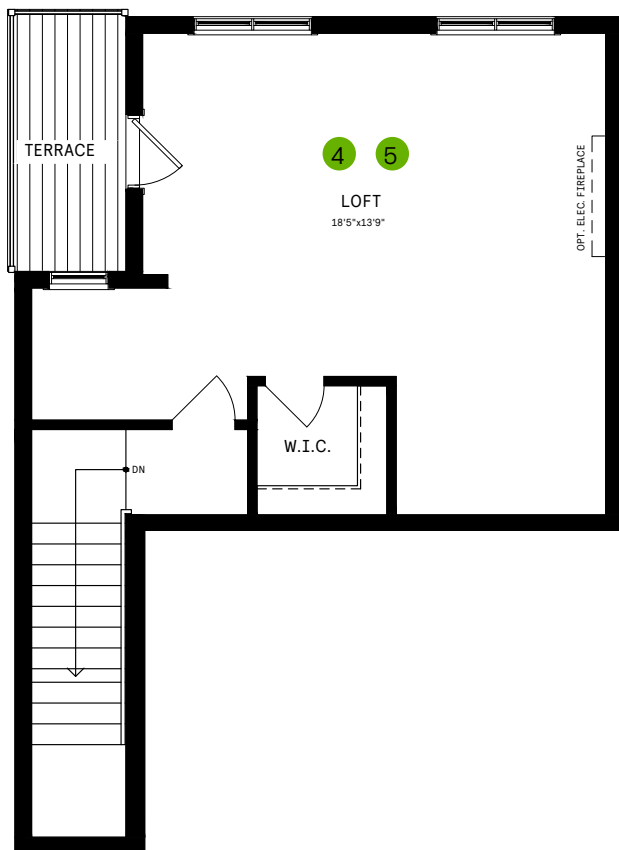 TERRACE
4 5
LOFT
18'5"x13'9"
OPT. ELEC. FIREPLACE
W.I.C.
DN